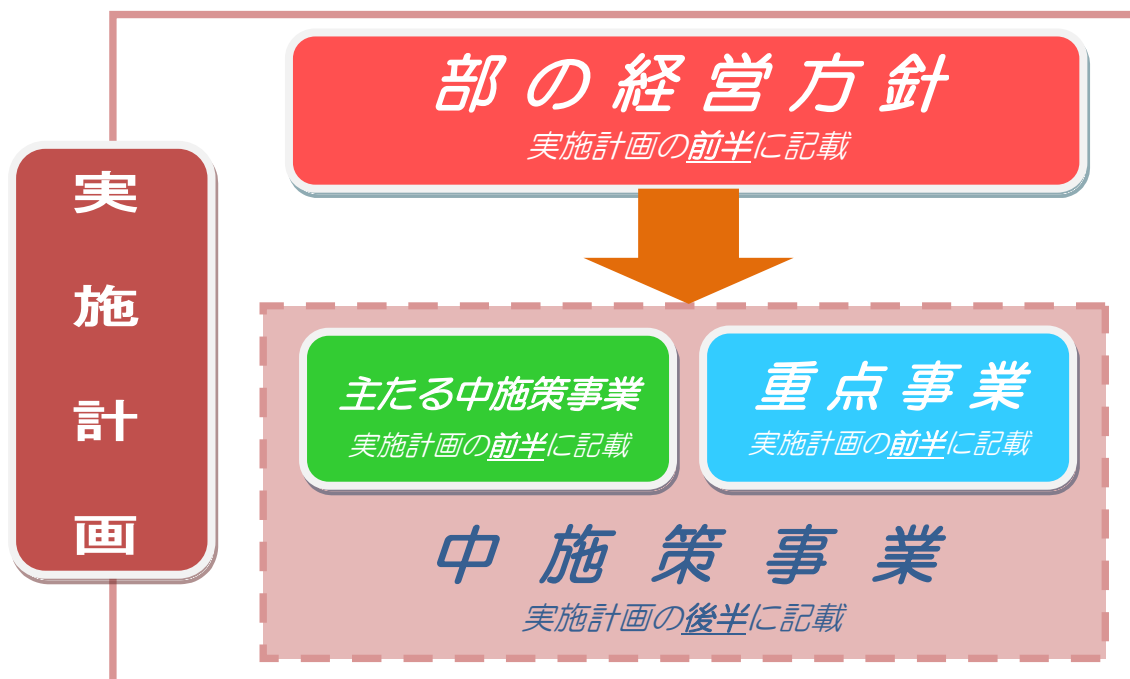 実施計画
部の経営方針
実施計画の前半に記載
主たる中施策事業
実施計画の前半に記載
重点事業
実施計画の前半に記載
中施策事業
実施計画の後半に記載